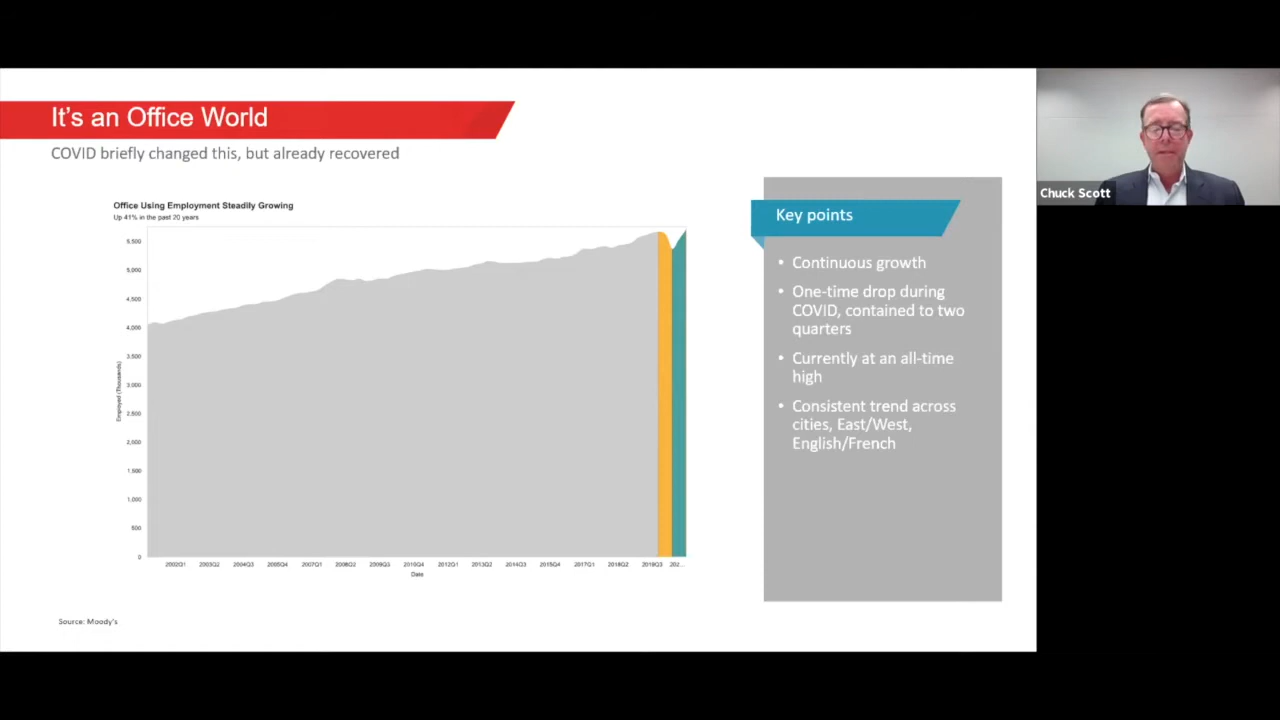 It's an Office World
COVID briefly changed this, but already recovered
Office Using Employment Steadily Growing
Up 41% in the past 20 years
5,500
5,000
4,500
4,000
3,500
3,000
2,500
2,000
1,500
1,000
500
0
Employed (Thousands)
2002Q1 2003Q2 2004Q3 2005Q4 2007Q1 2008Q2 2009Q3 2010Q4 2012Q1 2013Q2 2014Q3 2015Q4 2017Q1 2018Q2 2019Q3 202...
Date
Source: Moody's
Key points
• Continuous growth
• One-time drop during
COVID, contained to two
quarters
• Currently at an all-time
high
• Consistent trend across
cities, East/West,
English/French
Chuck Scott